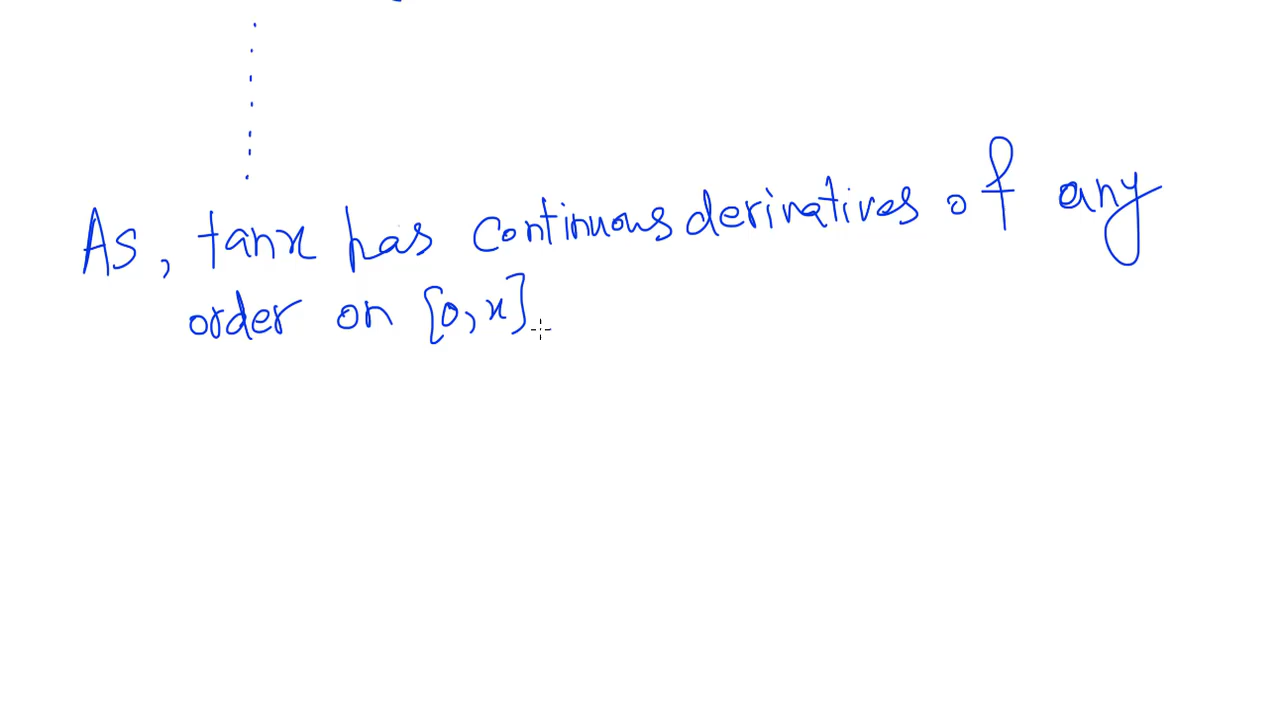 As, tanx has continuous derivatives of any
order on [0,x]